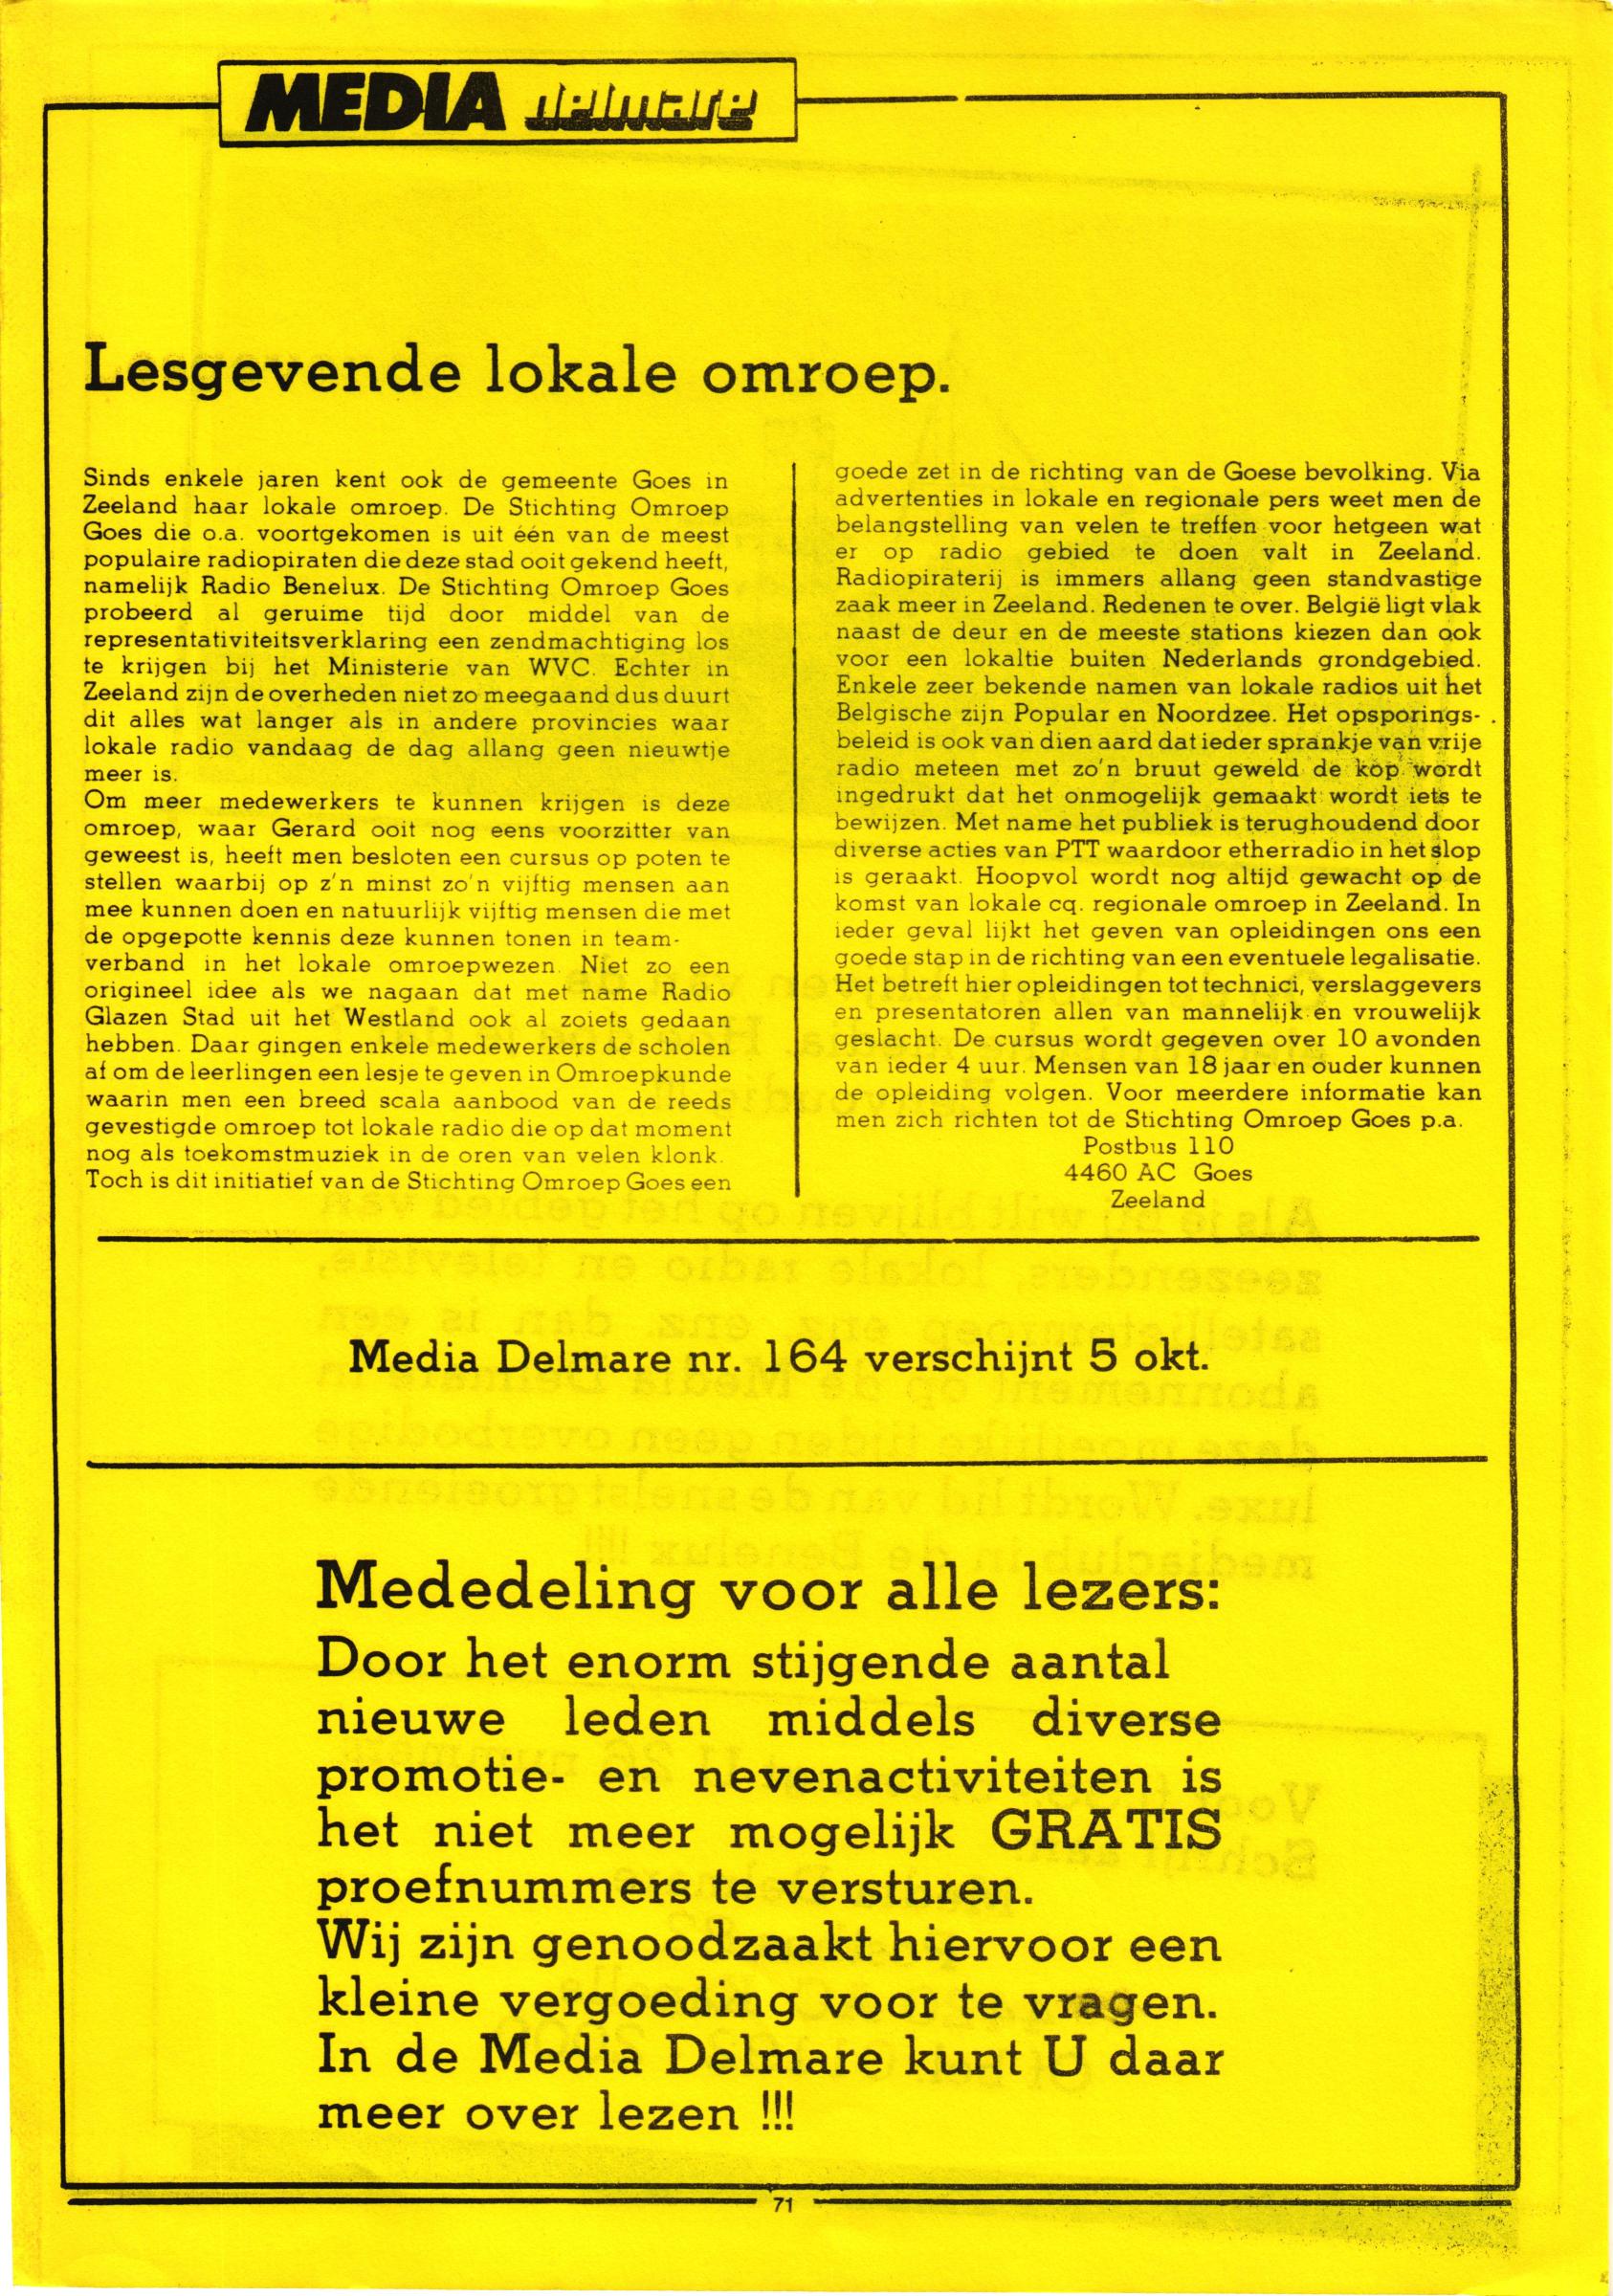 MEDIA delmare
Lesgevende lokale omroep.
Sinds enkele jaren kent ook de gemeente Goes in
Zeeland haar lokale omroep. De Stichting Omroep
Goes die o.a. voortgekomen is uit één van de meest
populaire radiopiraten die deze stad ooit gekend heeft,
namelijk Radio Benelux. De Stichting Omroep Goes
probeerd al geruime tijd door middel van de
representativiteitsverklaring een zendmachtiging los
te krijgen bij het Ministerie van WVC. Echter in
Zeeland zijn de overheden niet zo meegaand dus duurt
dit alles wat langer als in andere provincies waar
lokale radio vandaag de dag allang geen nieuwtje
meer is.
Om meer medewerkers te kunnen krijgen is deze
omroep, waar Gerard ooit nog eens voorzitter van
geweest is, heeft men besloten een cursus op poten te
stellen waarbij op z'n minst zo'n vijftig mensen aan
mee kunnen doen en natuurlijk vijftig mensen die met
de opgepotte kennis deze kunnen tonen in team-
verband in het lokale omroepwezen. Niet zo een
origineel idee als we nagaan dat met name Radio
Glazen Stad uit het Westland ook al zoiets gedaan
hebben. Daar gingen enkele medewerkers de scholen
af om de leerlingen een lesje te geven in Omroepkunde
waarin men een breed scala aanbood van de reeds
gevestigde omroep tot lokale radio die op dat moment
nog als toekomstmuziek in de oren van velen klonk.
Toch is dit initiatief van de Stichting Omroep Goes een
goede zet in de richting van de Goese bevolking. Via
advertenties in lokale en regionale pers weet men de
belangstelling van velen te treffen voor hetgeen wat
er op radio gebied te doen valt in Zeeland.
Radiopiraterij is immers allang geen standvastige
zaak meer in Zeeland. Redenen te over. België ligt vlak
naast de deur en de meeste stations kiezen dan ook
voor een lokaltie buiten Nederlands grondgebied.
Enkele zeer bekende namen van lokale radios uit het
Belgische zijn Popular en Noordzee. Het opsporings-
beleid is ook van dien aard dat ieder sprankje van vrije
radio meteen met zo'n bruut geweld de kop wordt
ingedrukt dat het onmogelijk gemaakt wordt iets te
bewijzen. Met name het publiek is terughoudend door
diverse acties van PTT waardoor etherradio in het slop
is geraakt. Hoopvol wordt nog altijd gewacht op de
komst van lokale cq. regionale omroep in Zeeland. In
ieder geval lijkt het geven van opleidingen ons een
goede stap in de richting van een eventuele legalisatie.
Het betreft hier opleidingen tot technici, verslaggevers
en presentatoren allen van mannelijk en vrouwelijk
geslacht. De cursus wordt gegeven over 10 avonden
van ieder 4 uur. Mensen van 18 jaar en ouder kunnen
de opleiding volgen. Voor meerdere informatie kan
men zich richten tot de Stichting Omroep Goes p.a.
Postbus 110
4460 AC Goes
Zeeland
Media Delmare nr. 164 verschijnt 5 okt.
Mededeling voor alle lezers:
Door het enorm stijgende aantal
nieuwe leden middels diverse
promotie- en nevenactiviteiten is
het niet meer mogelijk GRATIS
proefnummers te versturen.
Wij zijn genoodzaakt hiervoor een
kleine vergoeding voor te vragen.
In de Media Delmare kunt U daar
meer over lezen !!!
71